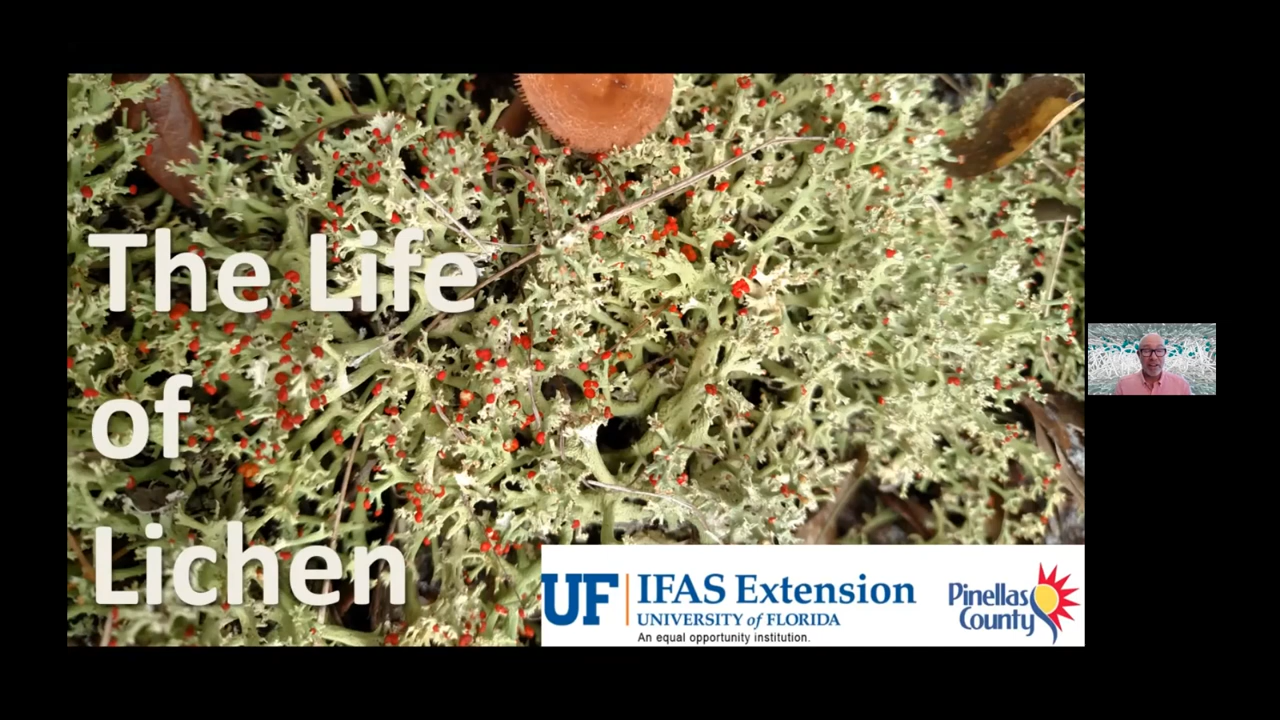 The Life
of
Lichen
UF IFAS Extension
UNIVERSITY of FLORIDA
An equal opportunity institution.
Pinellas
County